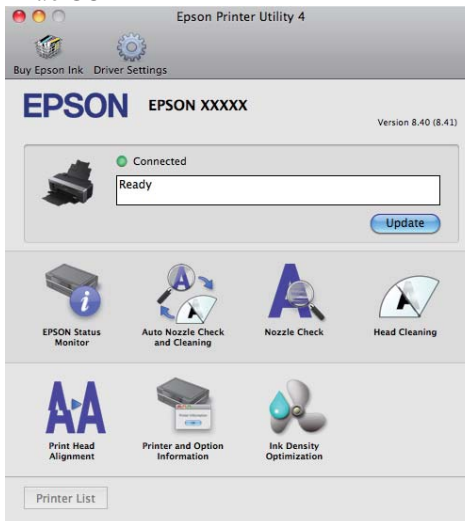 Epson Printer Utility 4
Buy Epson Ink
Driver Settings
EPSON
EPSON XXXXX
Version 8.40 (8.41)
Connected
Ready
Update
EPSON Status
Monitor
Auto Nozzle Check
and Cleaning
Nozzle Check
Head Cleaning
Print Head
Alignment
Printer and Option
Information
Ink Density
Optimization
Printer List